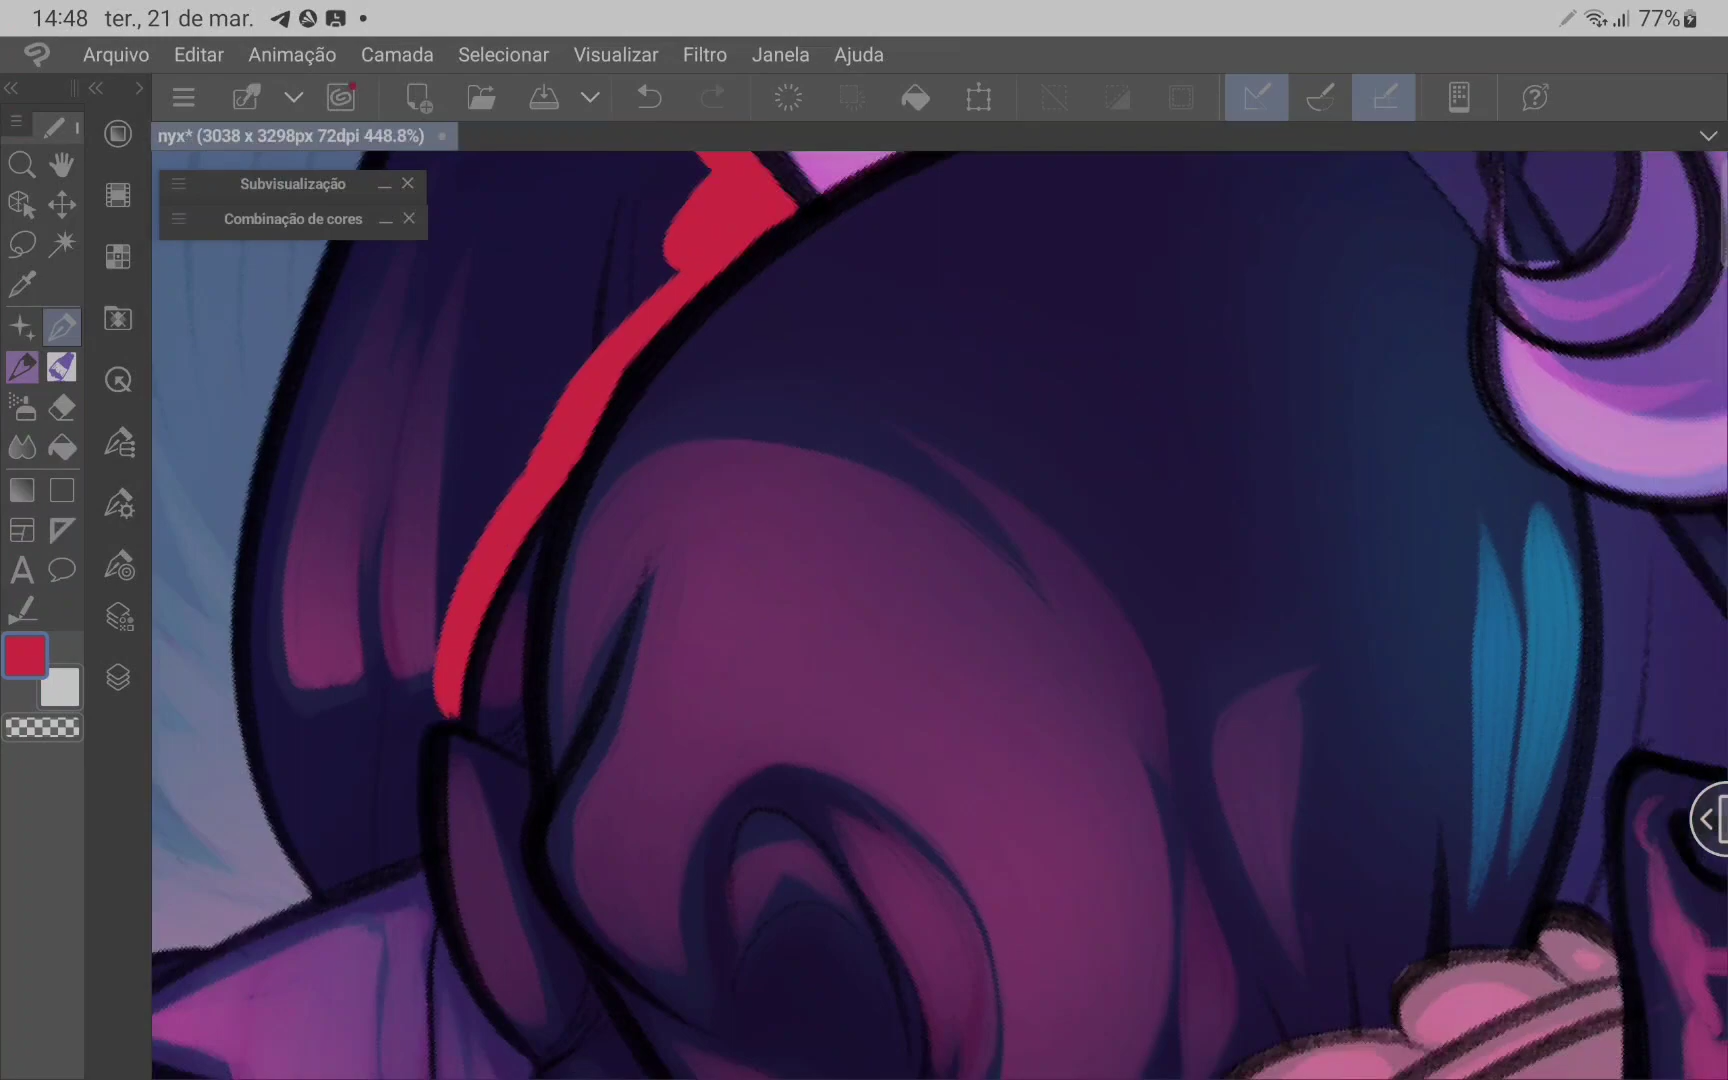 14:48 ter., 21 de mar. 77%
Arquivo Editar Animação Camada Selecionar Visualizar Filtro Janela Ajuda
nyx* (3038 x 3298px 72dpi 448.8%)
Subvisualização
Combinação de cores